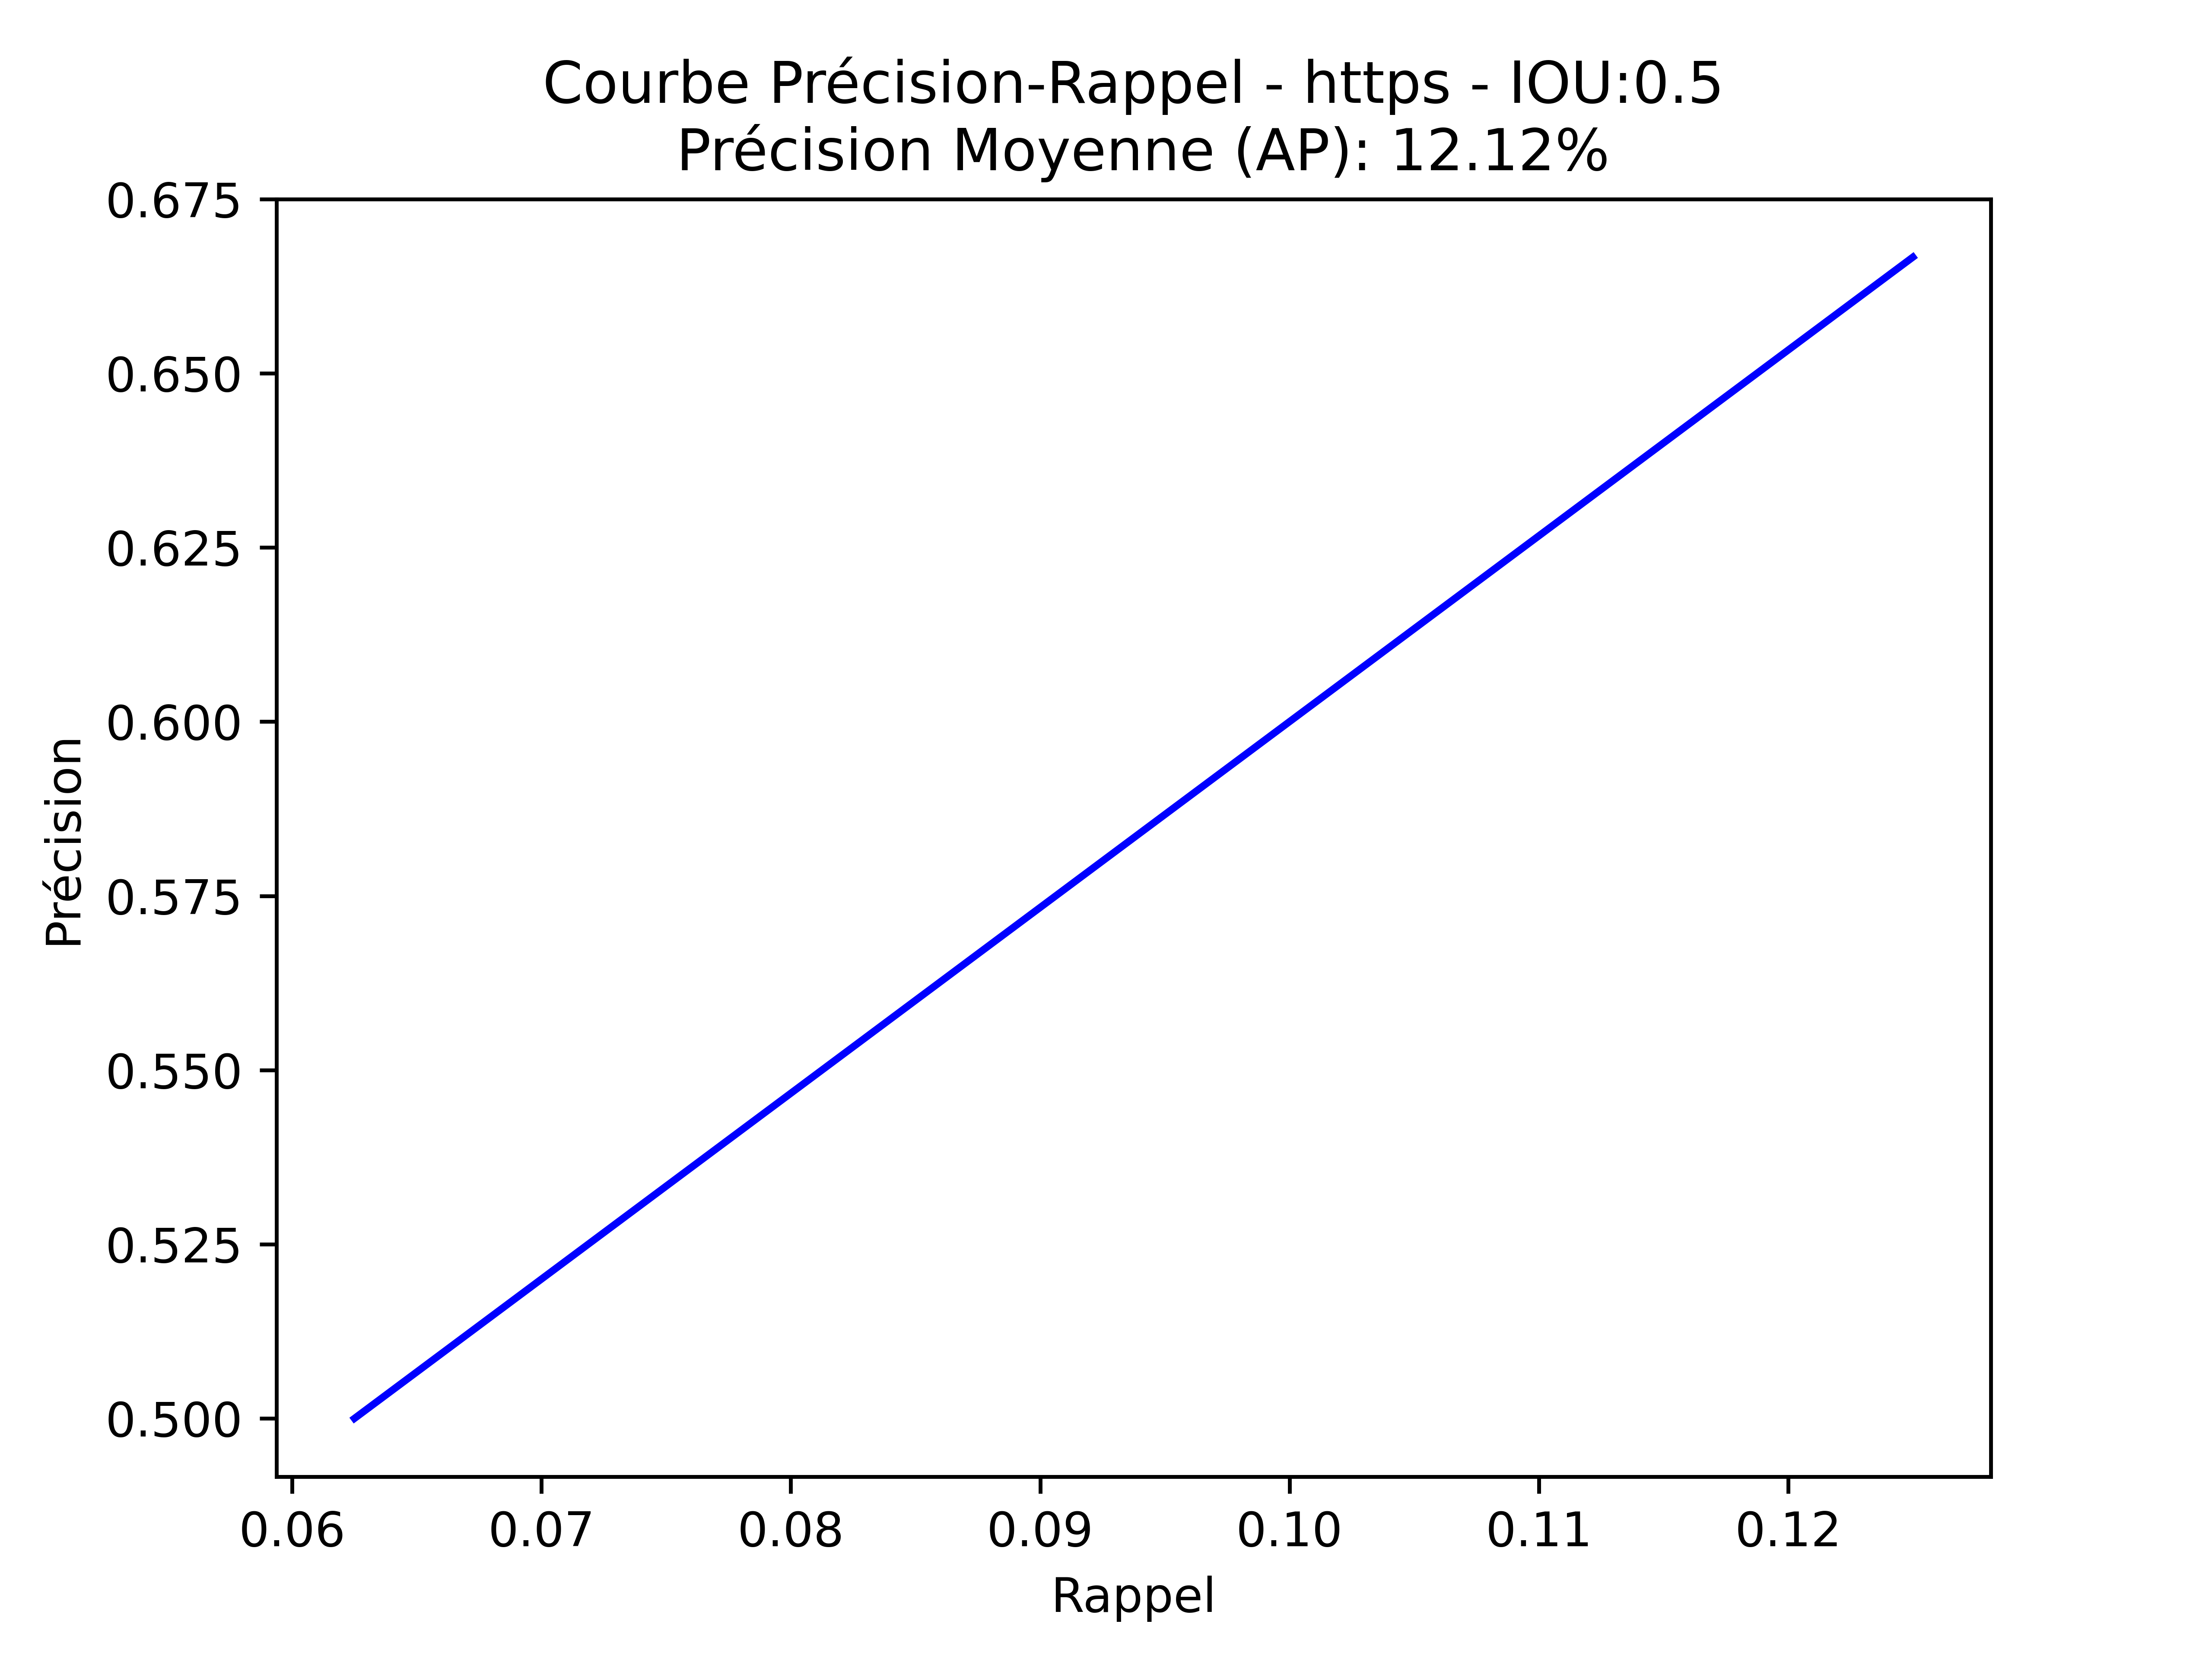 Courbe Précision-Rappel - https - IOU:0.5
Précision Moyenne (AP): 12.12%
0.675
0.650
0.625
0.600
0.575
0.550
0.525
0.500
Précision
0.06 0.07 0.08 0.09 0.10 0.11 0.12
Rappel